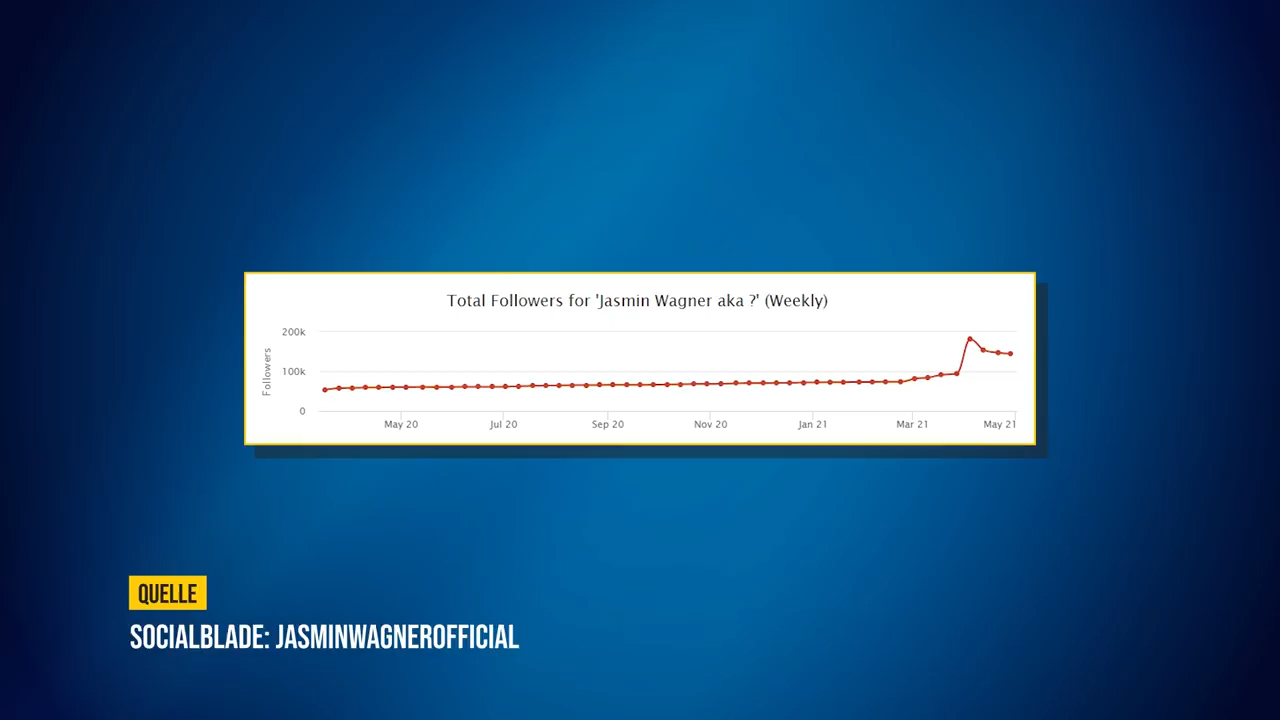 Total Followers for 'Jasmin Wagner aka ?' (Weekly)
Followers
200k
100k
0
May 20 Jul 20 Sep 20 Nov 20 Jan 21 Mar 21 May 21
QUELLE
SOCIALBLADE: JASMINWAGNEROFFICIAL